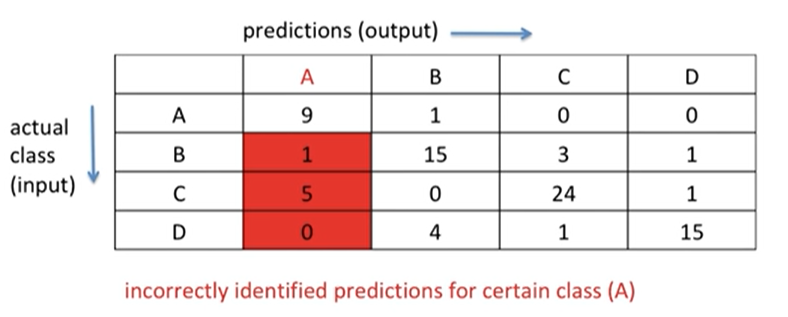 predictions (output)
A B C D
actual
class
(input)
A 9 1 0 0
B 1 15 3 1
C 5 0 24 1
D 0 4 1 15
incorrectly identified predictions for certain class (A)